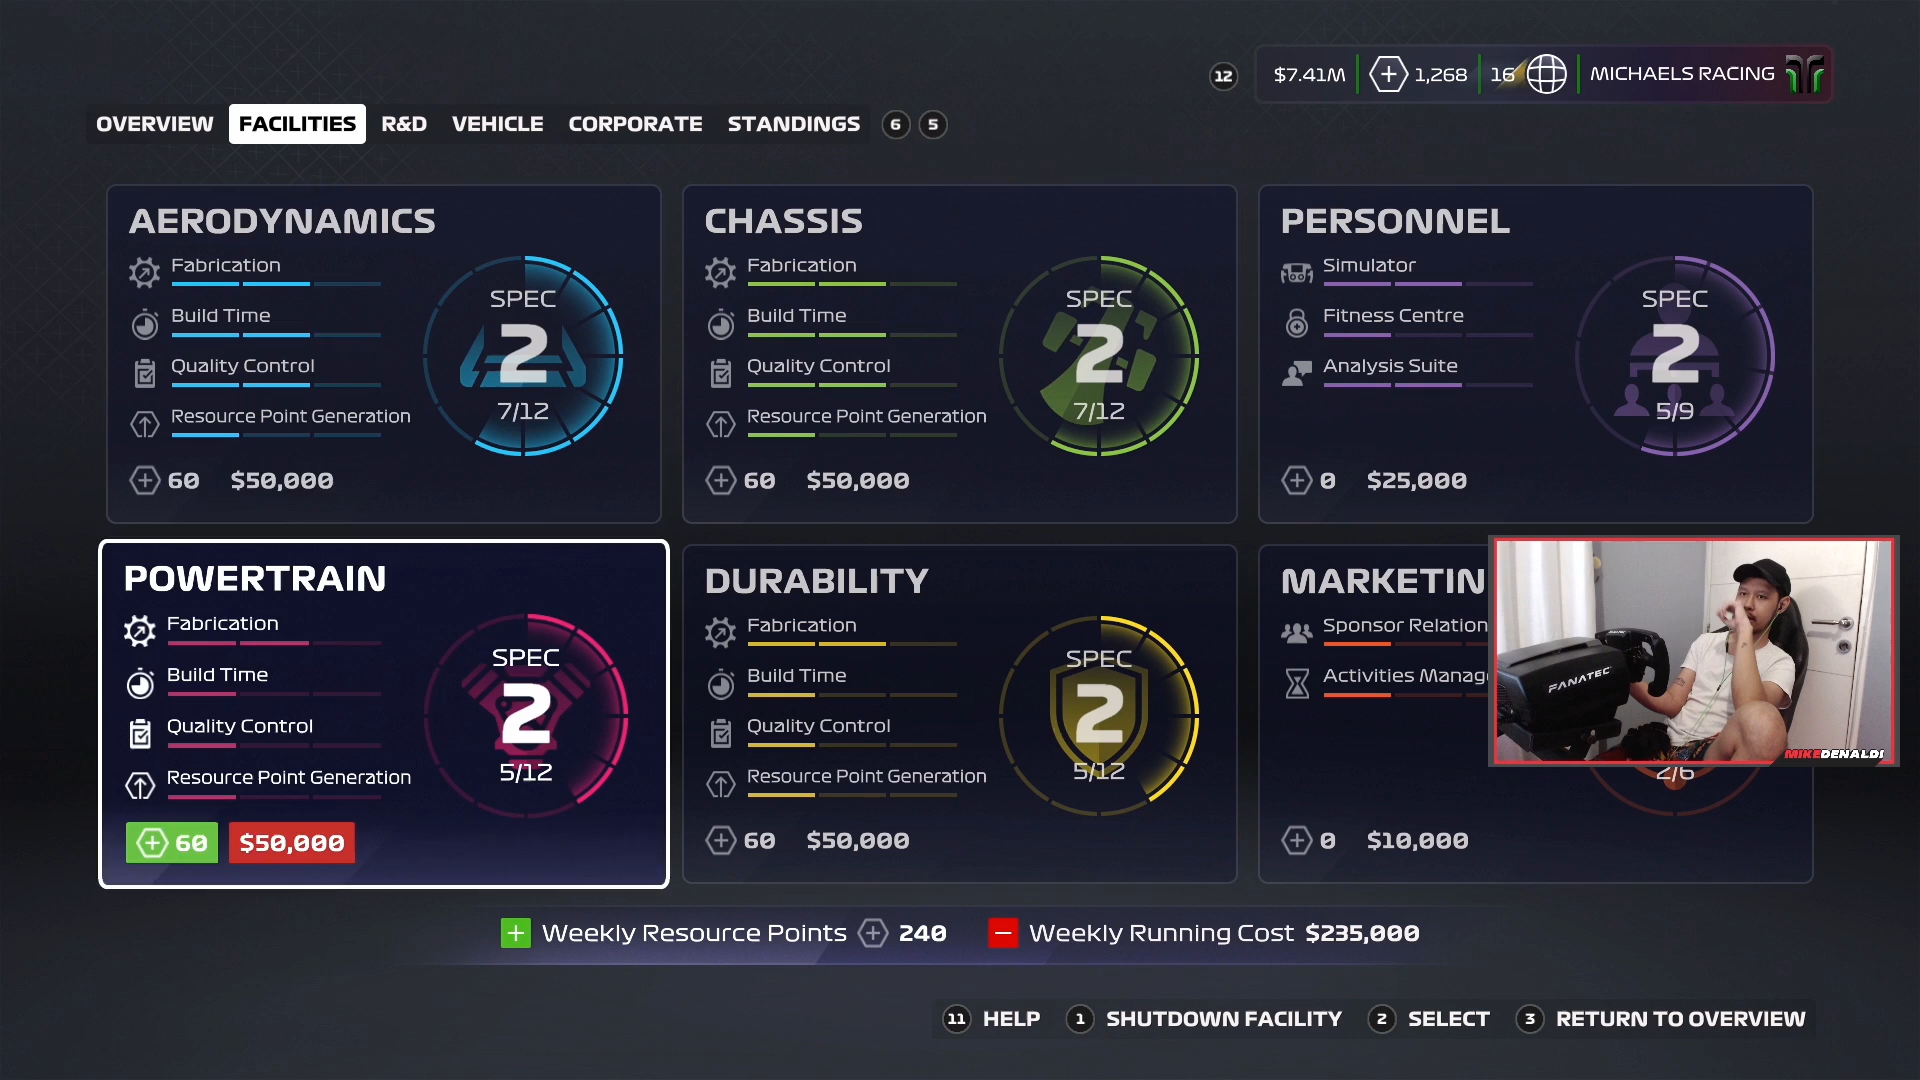 12 $7.41M 1,268 16 MICHAELS RACING
OVERVIEW FACILITIES R&D VEHICLE CORPORATE STANDINGS 6 5
AERODYNAMICS
Fabrication
Build Time
Quality Control
Resource Point Generation
SPEC
2
7/12
60 $50,000
CHASSIS
Fabrication
Build Time
Quality Control
Resource Point Generation
SPEC
2
7/12
60 $50,000
PERSONNEL
Simulator
Fitness Centre
Analysis Suite
SPEC
2
5/9
0 $25,000
POWERTRAIN
Fabrication
Build Time
Quality Control
Resource Point Generation
SPEC
2
5/12
60 $50,000
DURABILITY
Fabrication
Build Time
Quality Control
Resource Point Generation
SPEC
2
5/12
60 $50,000
MARKETIN
Sponsor Relation
Activities Manag
2/6
0 $10,000
FANATEC
MIKEDENALDI
Weekly Resource Points 240 Weekly Running Cost $235,000
11 HELP 1 SHUTDOWN FACILITY 2 SELECT 3 RETURN TO OVERVIEW